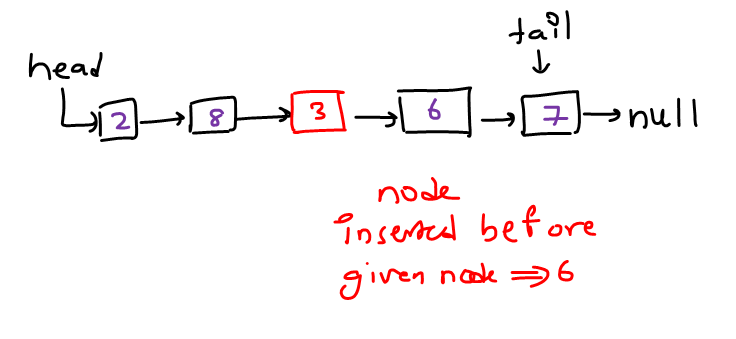 tail
head
2 8 3 6 7 null
node
inserted before
given node ⇒ 6